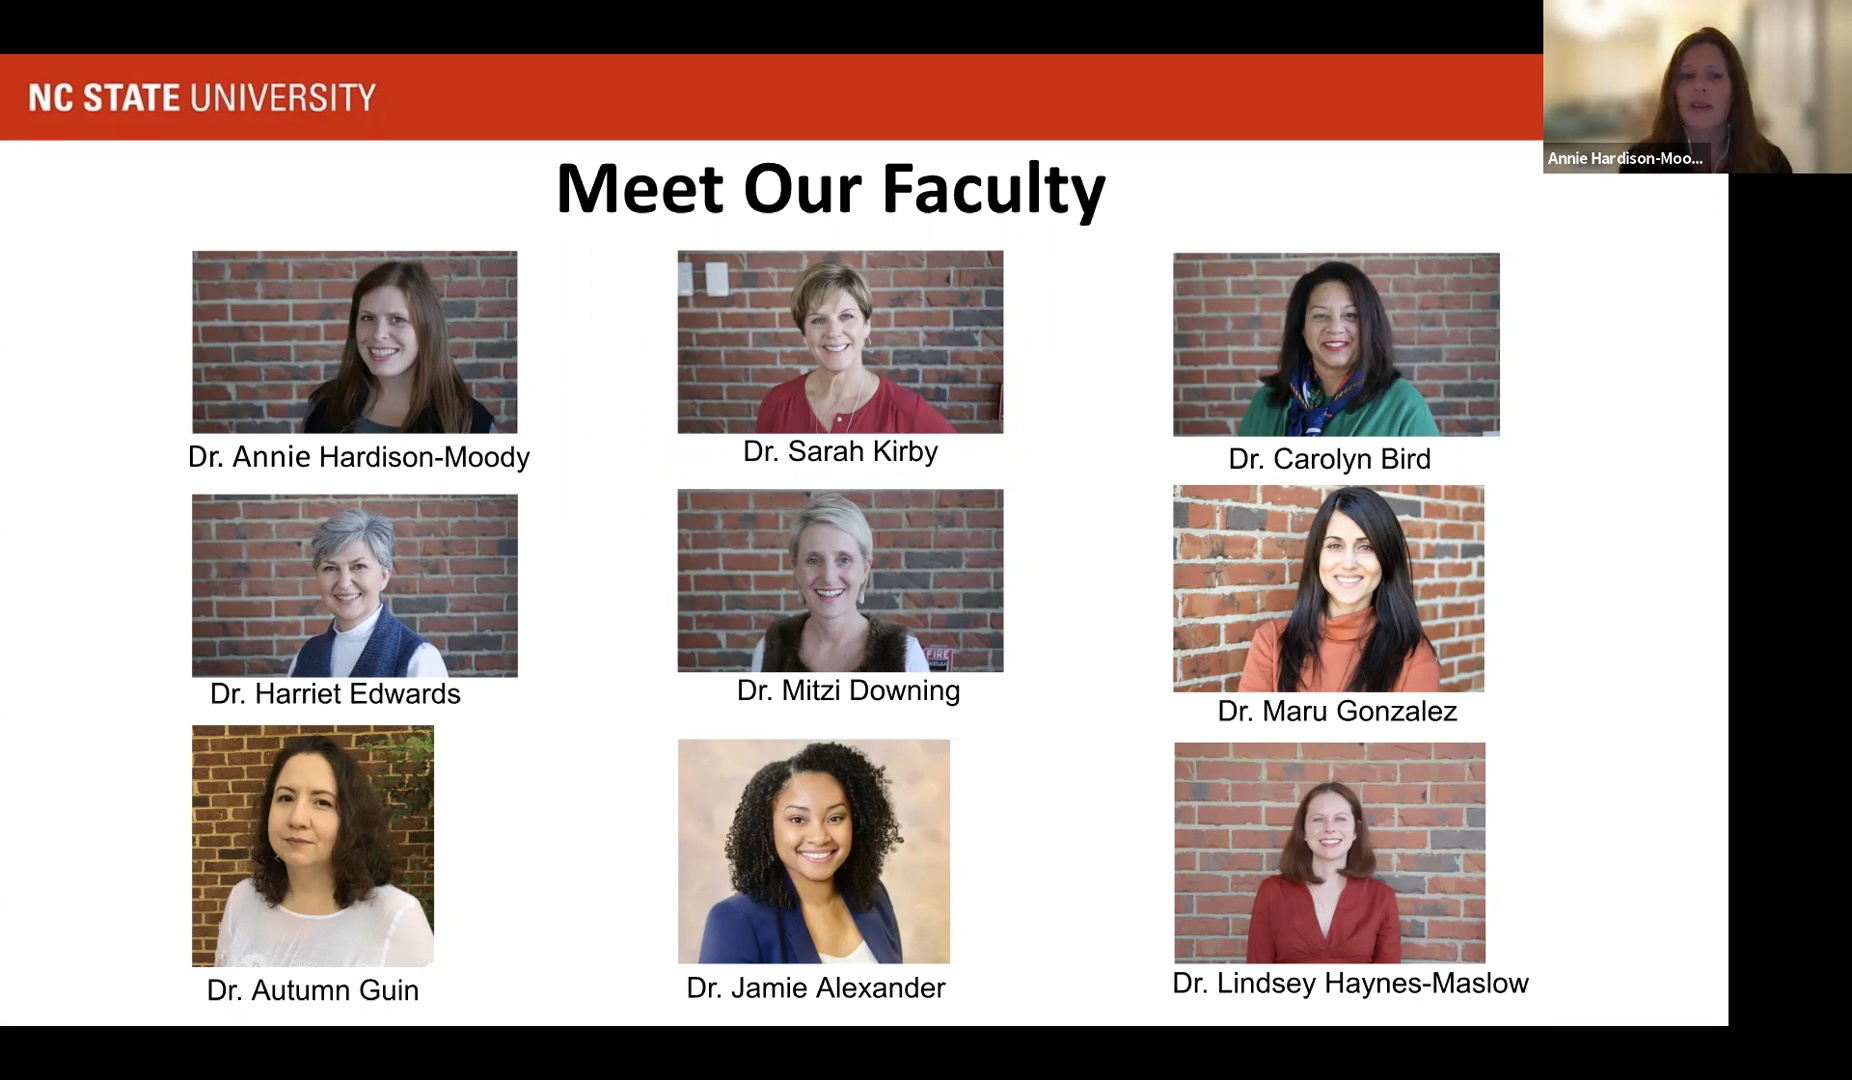 NC STATE UNIVERSITY
Annie Hardison-Moo...
Meet Our Faculty
Dr. Annie Hardison-Moody
Dr. Sarah Kirby
Dr. Carolyn Bird
FIRE
Dr. Harriet Edwards
Dr. Mitzi Downing
Dr. Maru Gonzalez
Dr. Autumn Guin
Dr. Jamie Alexander
Dr. Lindsey Haynes-Maslow